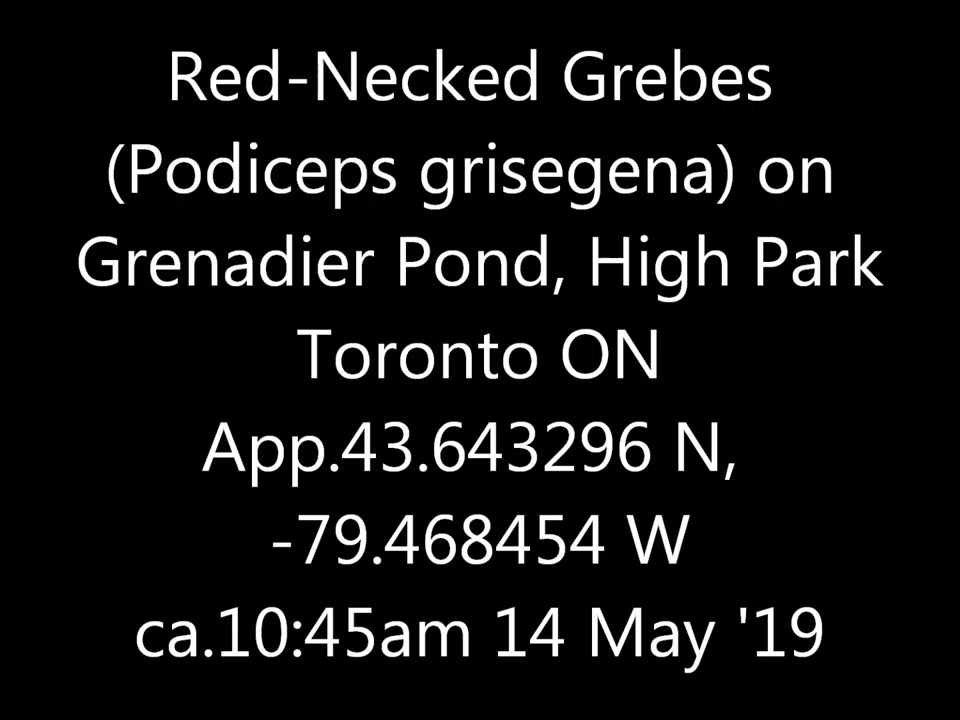 Red-Necked Grebes
(Podiceps grisegena) on
Grenadier Pond, High Park
Toronto ON
App.43.643296 N,
-79.468454 W
ca.10:45am 14 May '19